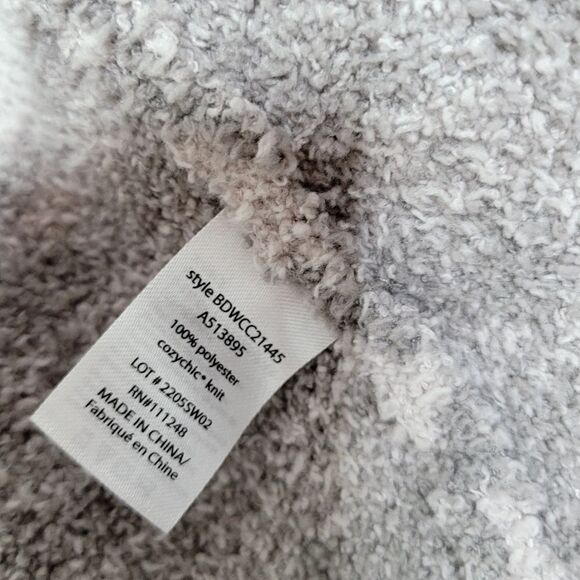 style BDWCC21445
A513895
100% polyester
cozychic® knit
LOT # 2205SW02
RN#111248
MADE IN CHINA/
Fabriqué en Chine